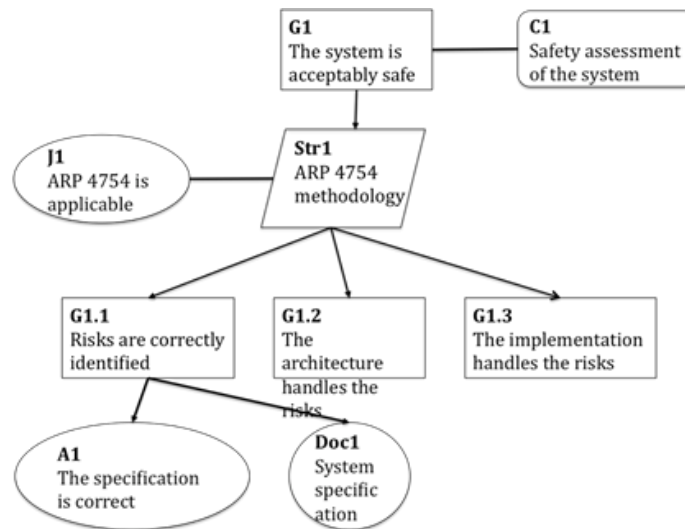 G1
The system is
acceptably safe
C1
Safety assessment
of the system
J1
ARP 4754 is
applicable
Str1
ARP 4754
methodology
G1.1
Risks are correctly
identified
G1.2
The
architecture
handles the
risks
G1.3
The implementation
handles the risks
A1
The specification
is correct
Doc1
System
specific
ation